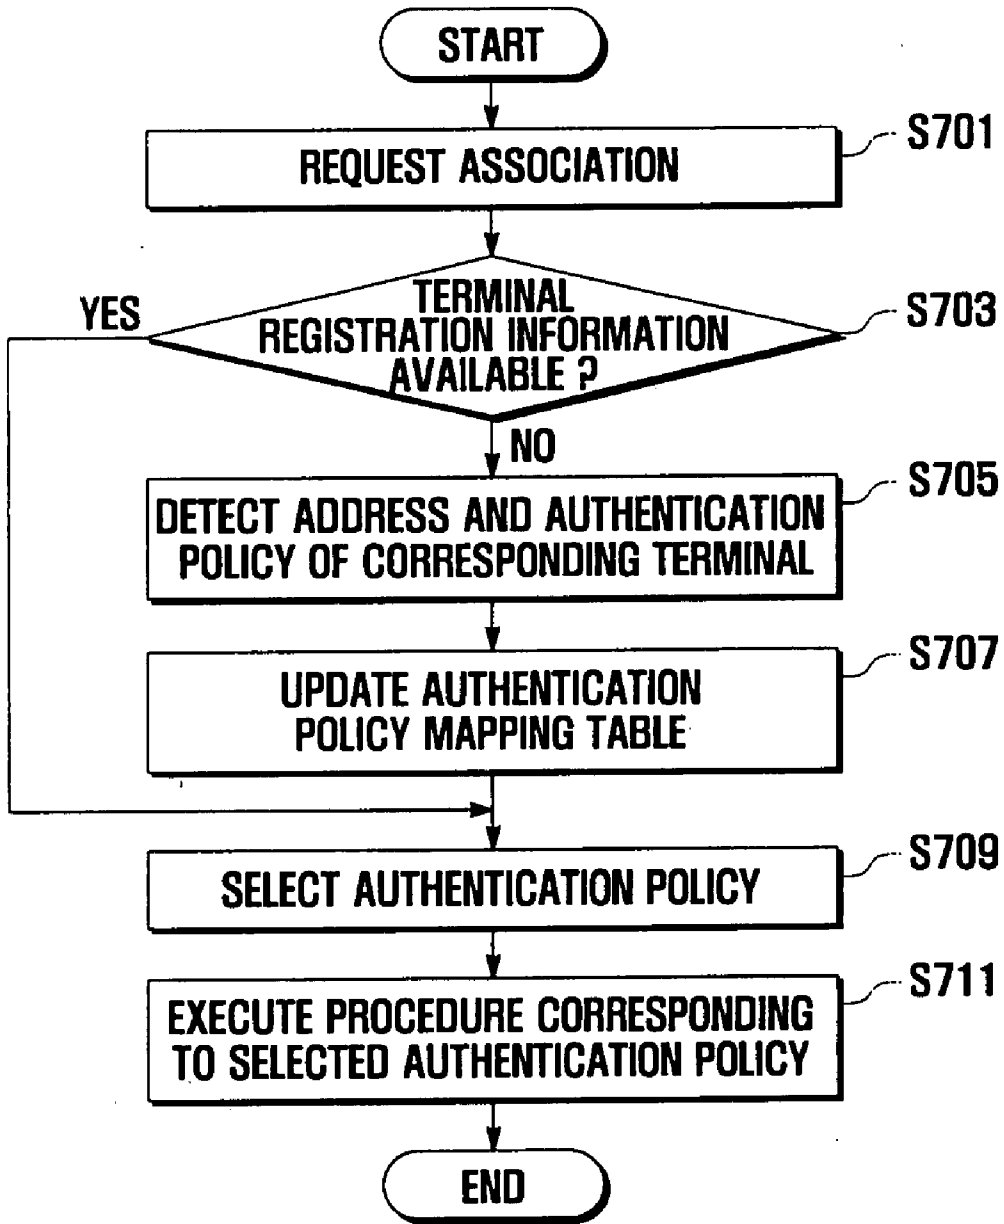 START
REQUEST ASSOCIATION
S701
TERMINAL
REGISTRATION INFORMATION
AVAILABLE ?
S703
YES
NO
DETECT ADDRESS AND AUTHENTICATION
POLICY OF CORRESPONDING TERMINAL
S705
UPDATE AUTHENTICATION
POLICY MAPPING TABLE
S707
SELECT AUTHENTICATION POLICY
S709
EXECUTE PROCEDURE CORRESPONDING
TO SELECTED AUTHENTICATION POLICY
S711
END